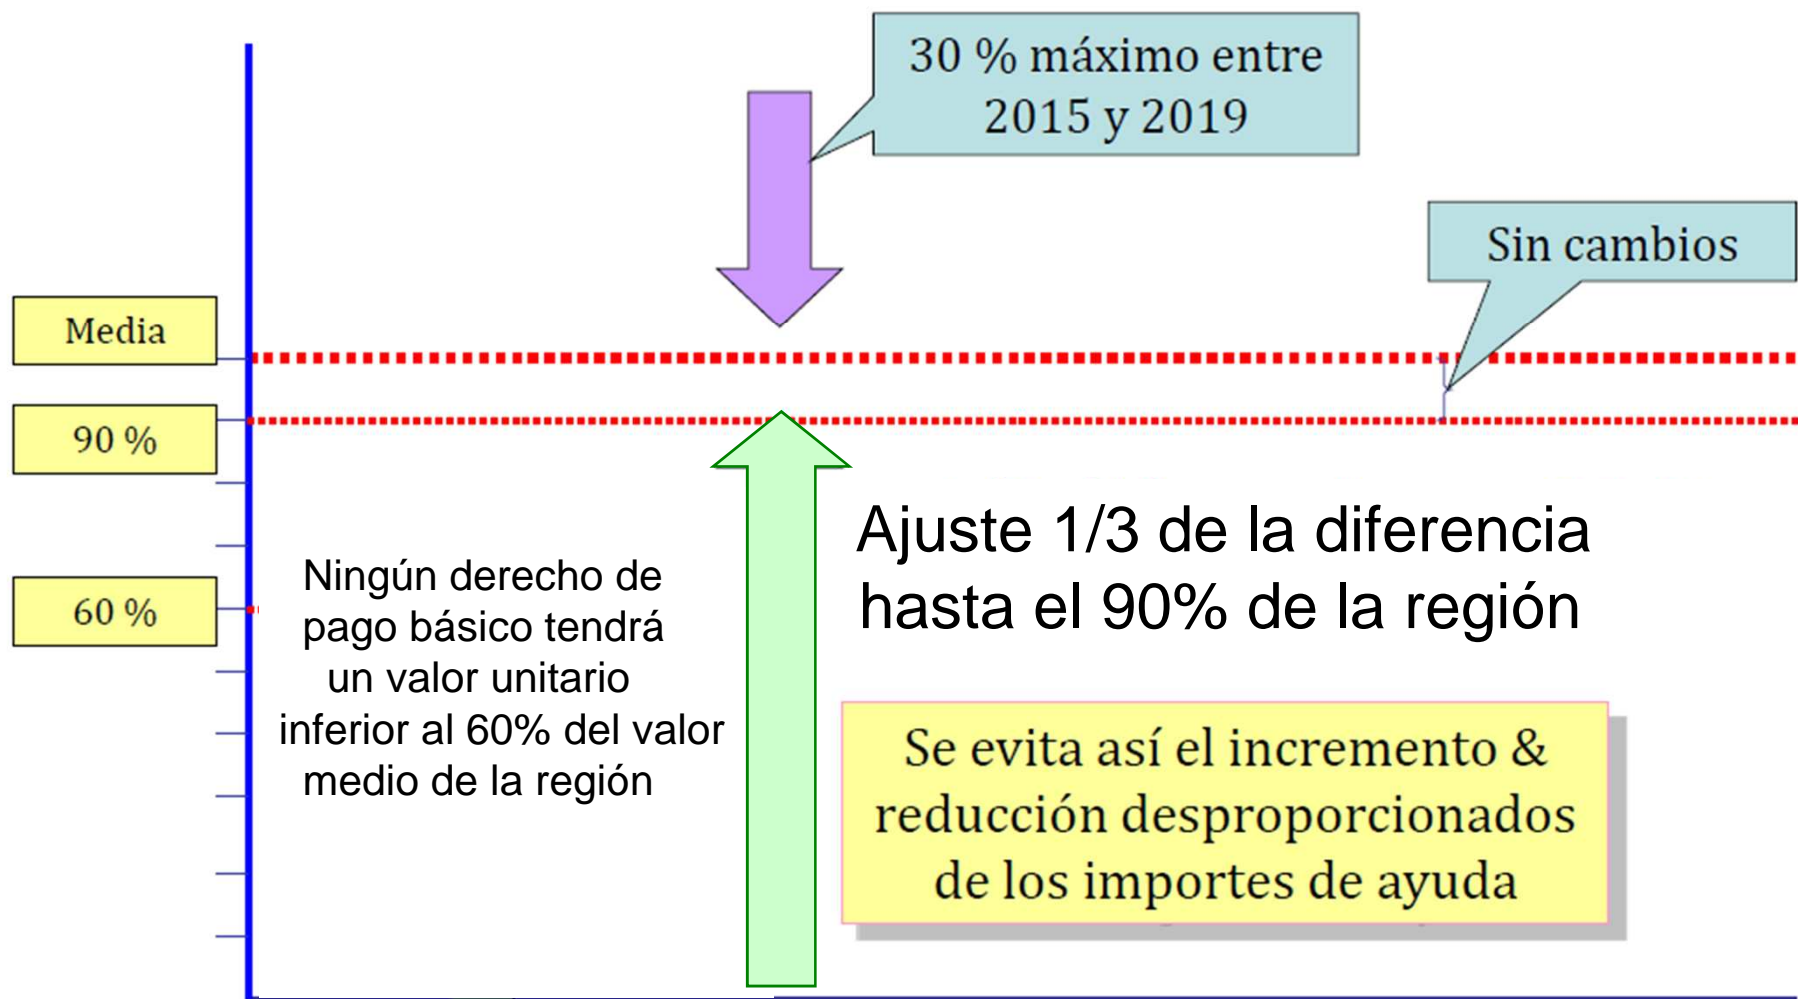 30 % máximo entre
2015 y 2019
Sin cambios
Media
90 %
60 %
Ningún derecho de
pago básico tendrá
un valor unitario
inferior al 60% del valor
medio de la región
Ajuste 1/3 de la diferencia
hasta el 90% de la región
Se evita así el incremento &
reducción desproporcionados
de los importes de ayuda